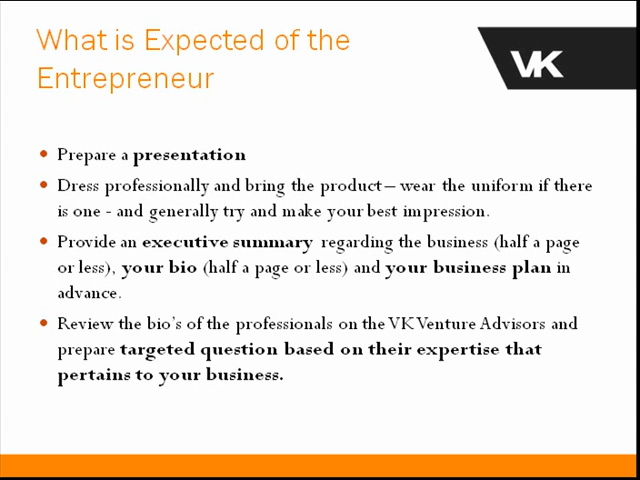 What is Expected of the
Entrepreneur
VK
• Prepare a presentation
• Dress professionally and bring the product – wear the uniform if there
is one - and generally try and make your best impression.
• Provide an executive summary regarding the business (half a page
or less), your bio (half a page or less) and your business plan in
advance.
• Review the bio's of the professionals on the VK Venture Advisors and
prepare targeted question based on their expertise that
pertains to your business.